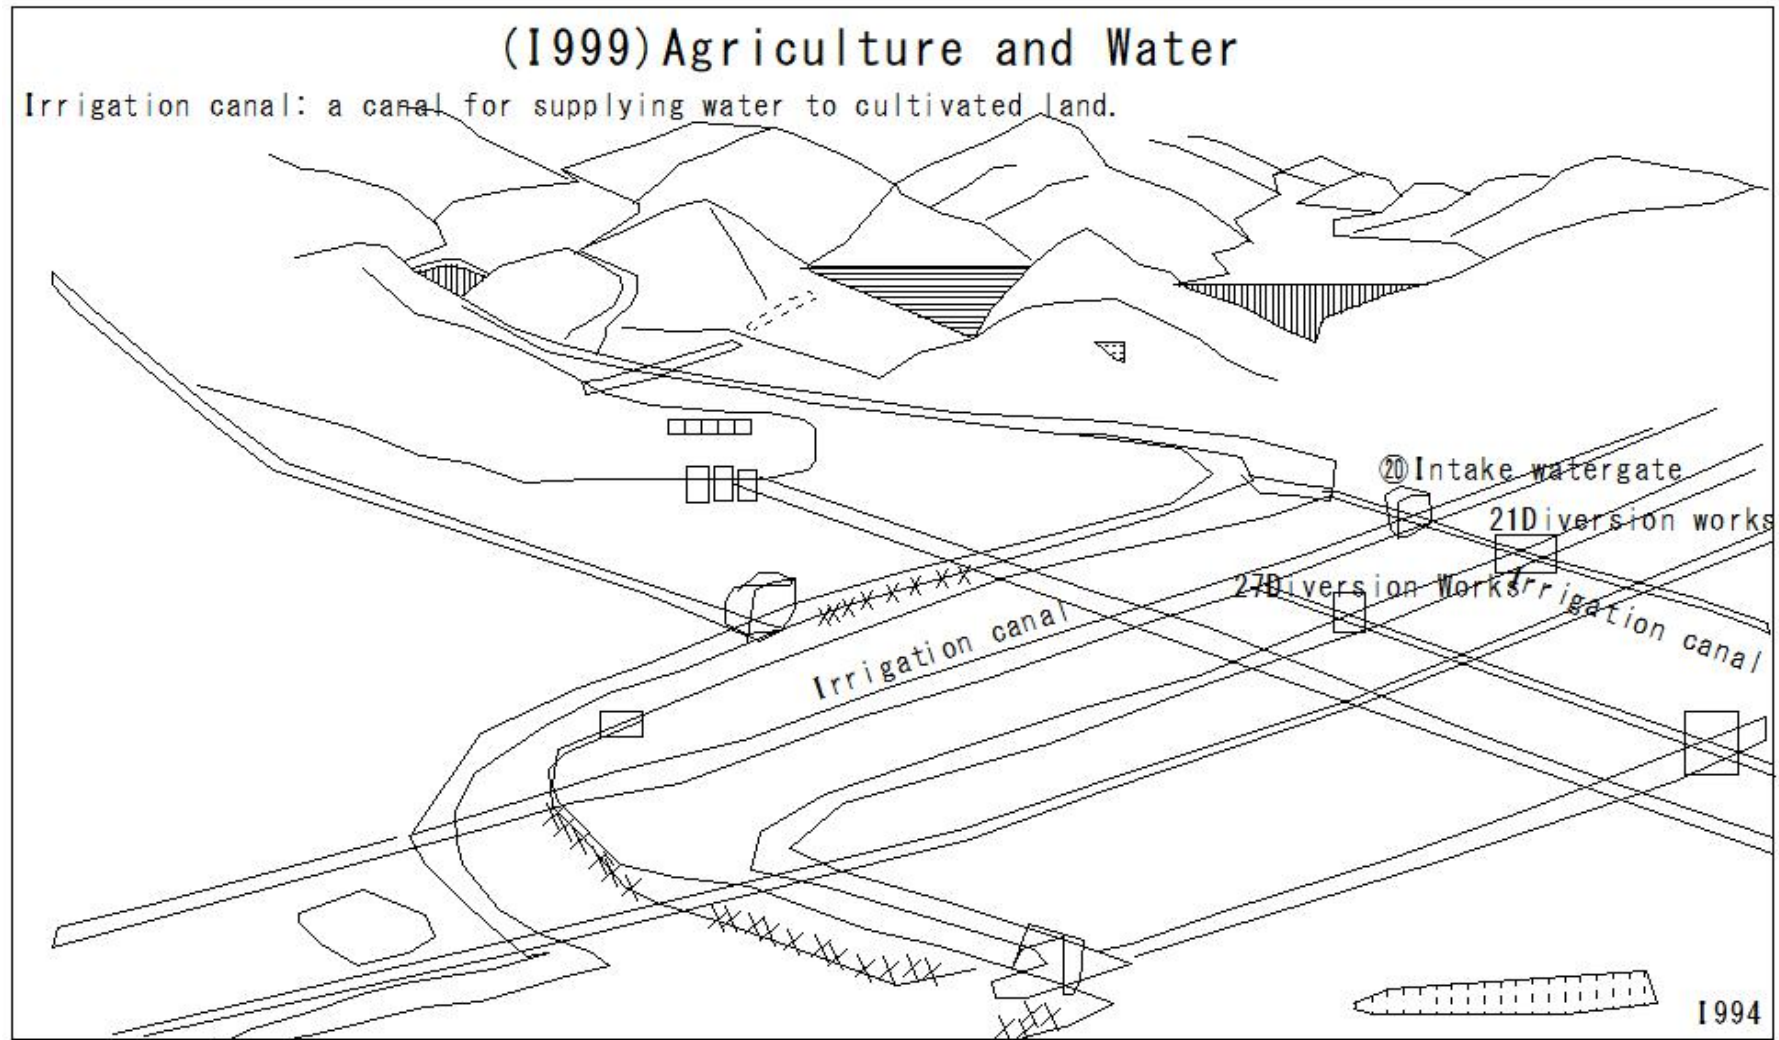 (I999)Agriculture and Water
Irrigation canal: a canal for supplying water to cultivated land.
⑳Intake watergate
21Diversion works
27Diversion Works
Irrigation canal
Irrigation canal
I994